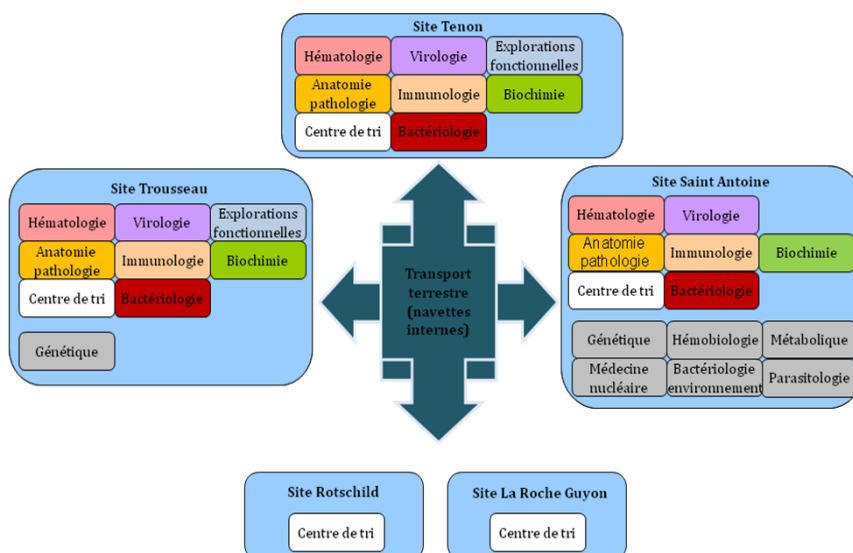 Site Tenon
Hématologie
Virologie
Explorations
fonctionnelles
Anatomie
pathologie
Immunologie
Biochimie
Centre de tri
Bactériologie
Site Trousseau
Hématologie
Virologie
Explorations
fonctionnelles
Anatomie
pathologie
Immunologie
Biochimie
Centre de tri
Bactériologie
Génétique
Transport
terrestre
(navettes
internes)
Site Saint Antoine
Hématologie
Virologie
Anatomie
pathologie
Immunologie
Biochimie
Centre de tri
Bactériologie
Génétique
Hémobiologie
Métabolique
Médecine
nucléaire
Bactériologie
environnement
Parasitologie
Site Rotschild
Centre de tri
Site La Roche Guyon
Centre de tri